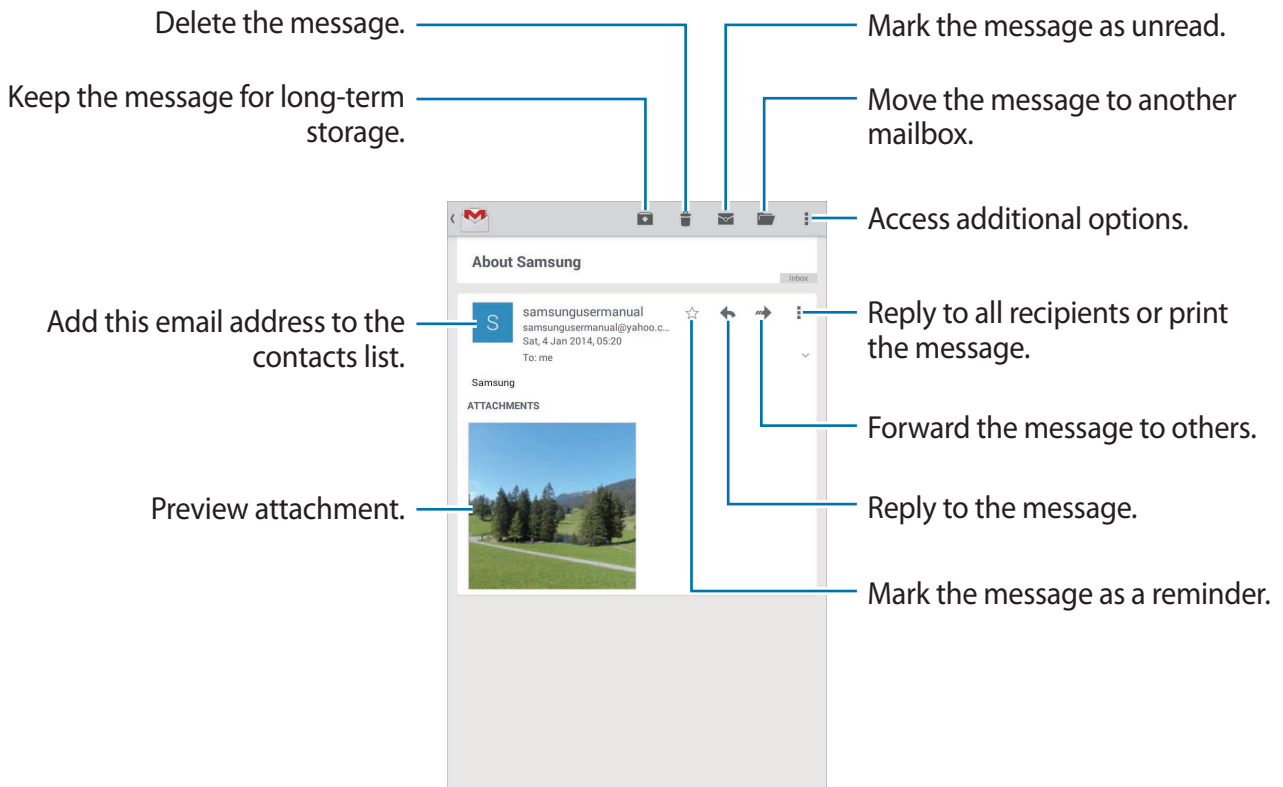 Delete the message.
Mark the message as unread.
Keep the message for long-term
storage.
Move the message to another
mailbox.
Access additional options.
About Samsung
Inbox
Add this email address to the
contacts list.
S
samsungusermanual
samsungusermanual@yahoo.c...
Sat, 4 Jan 2014, 05:20
To: me
Reply to all recipients or print
the message.
Samsung
ATTACHMENTS
Forward the message to others.
Preview attachment.
Reply to the message.
Mark the message as a reminder.